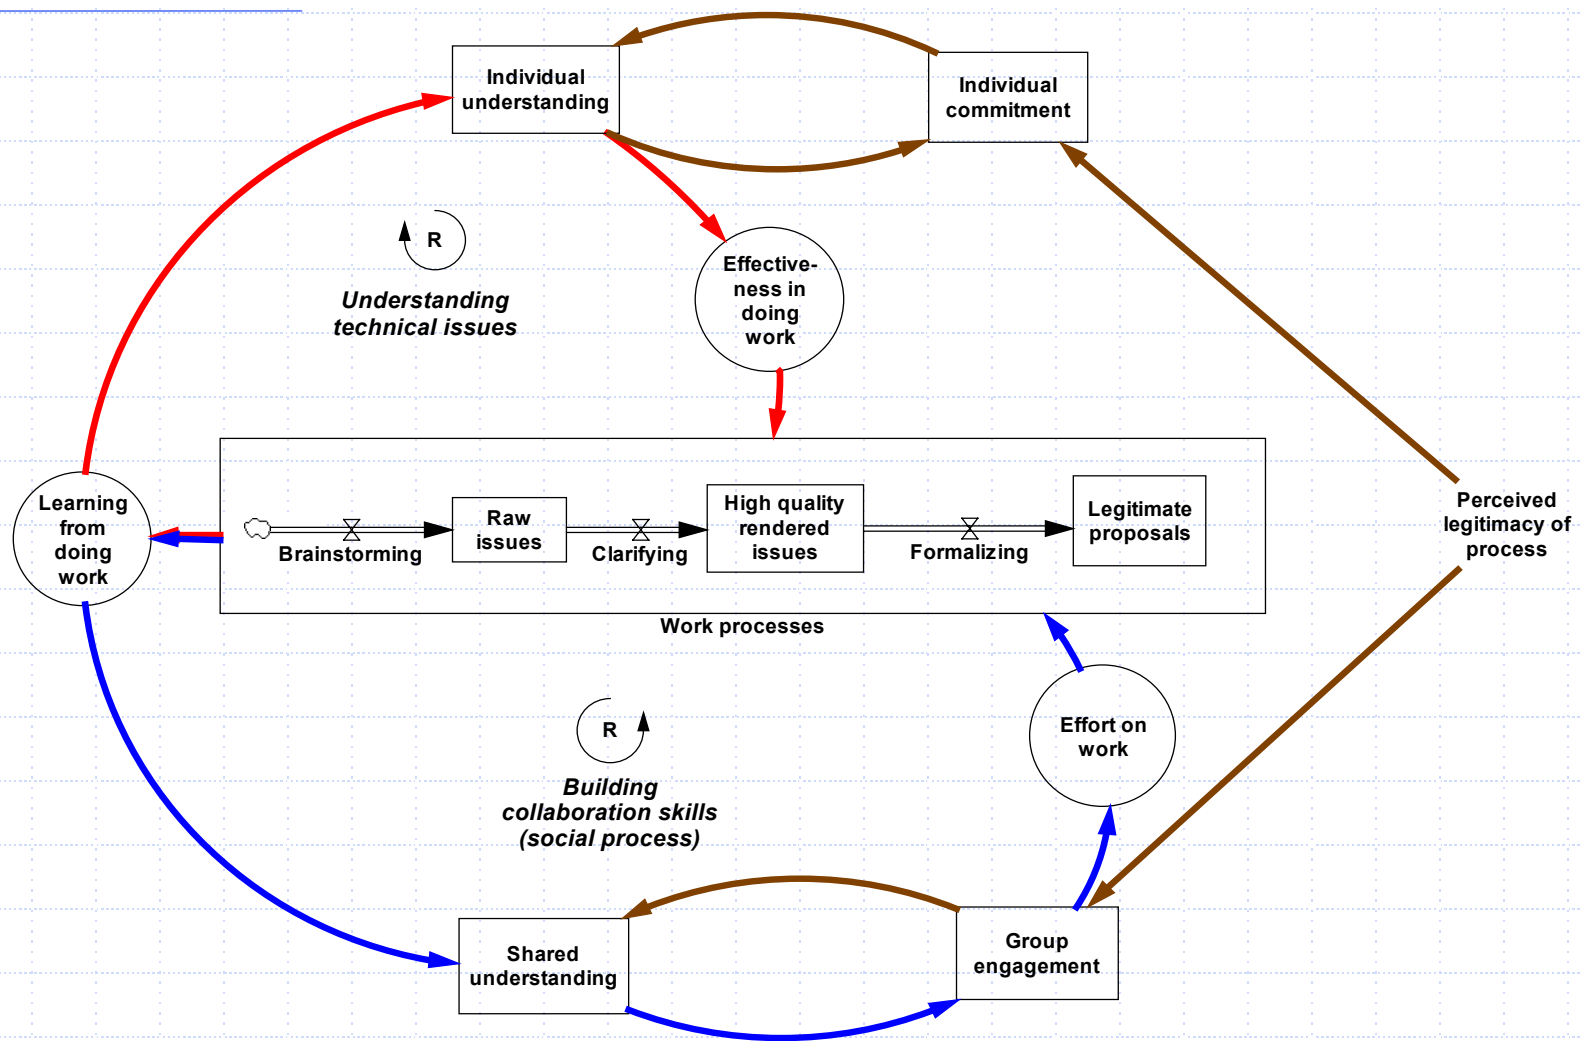 Individual
understanding
Individual
commitment
R
Understanding
technical issues
Effective-
ness in
doing
work
Learning
from
doing
work
Brainstorming
Raw
issues
Clarifying
High quality
rendered
issues
Formalizing
Legitimate
proposals
Perceived
legitimacy of
process
Work processes
R
Building
collaboration skills
(social process)
Effort on
work
Shared
understanding
Group
engagement